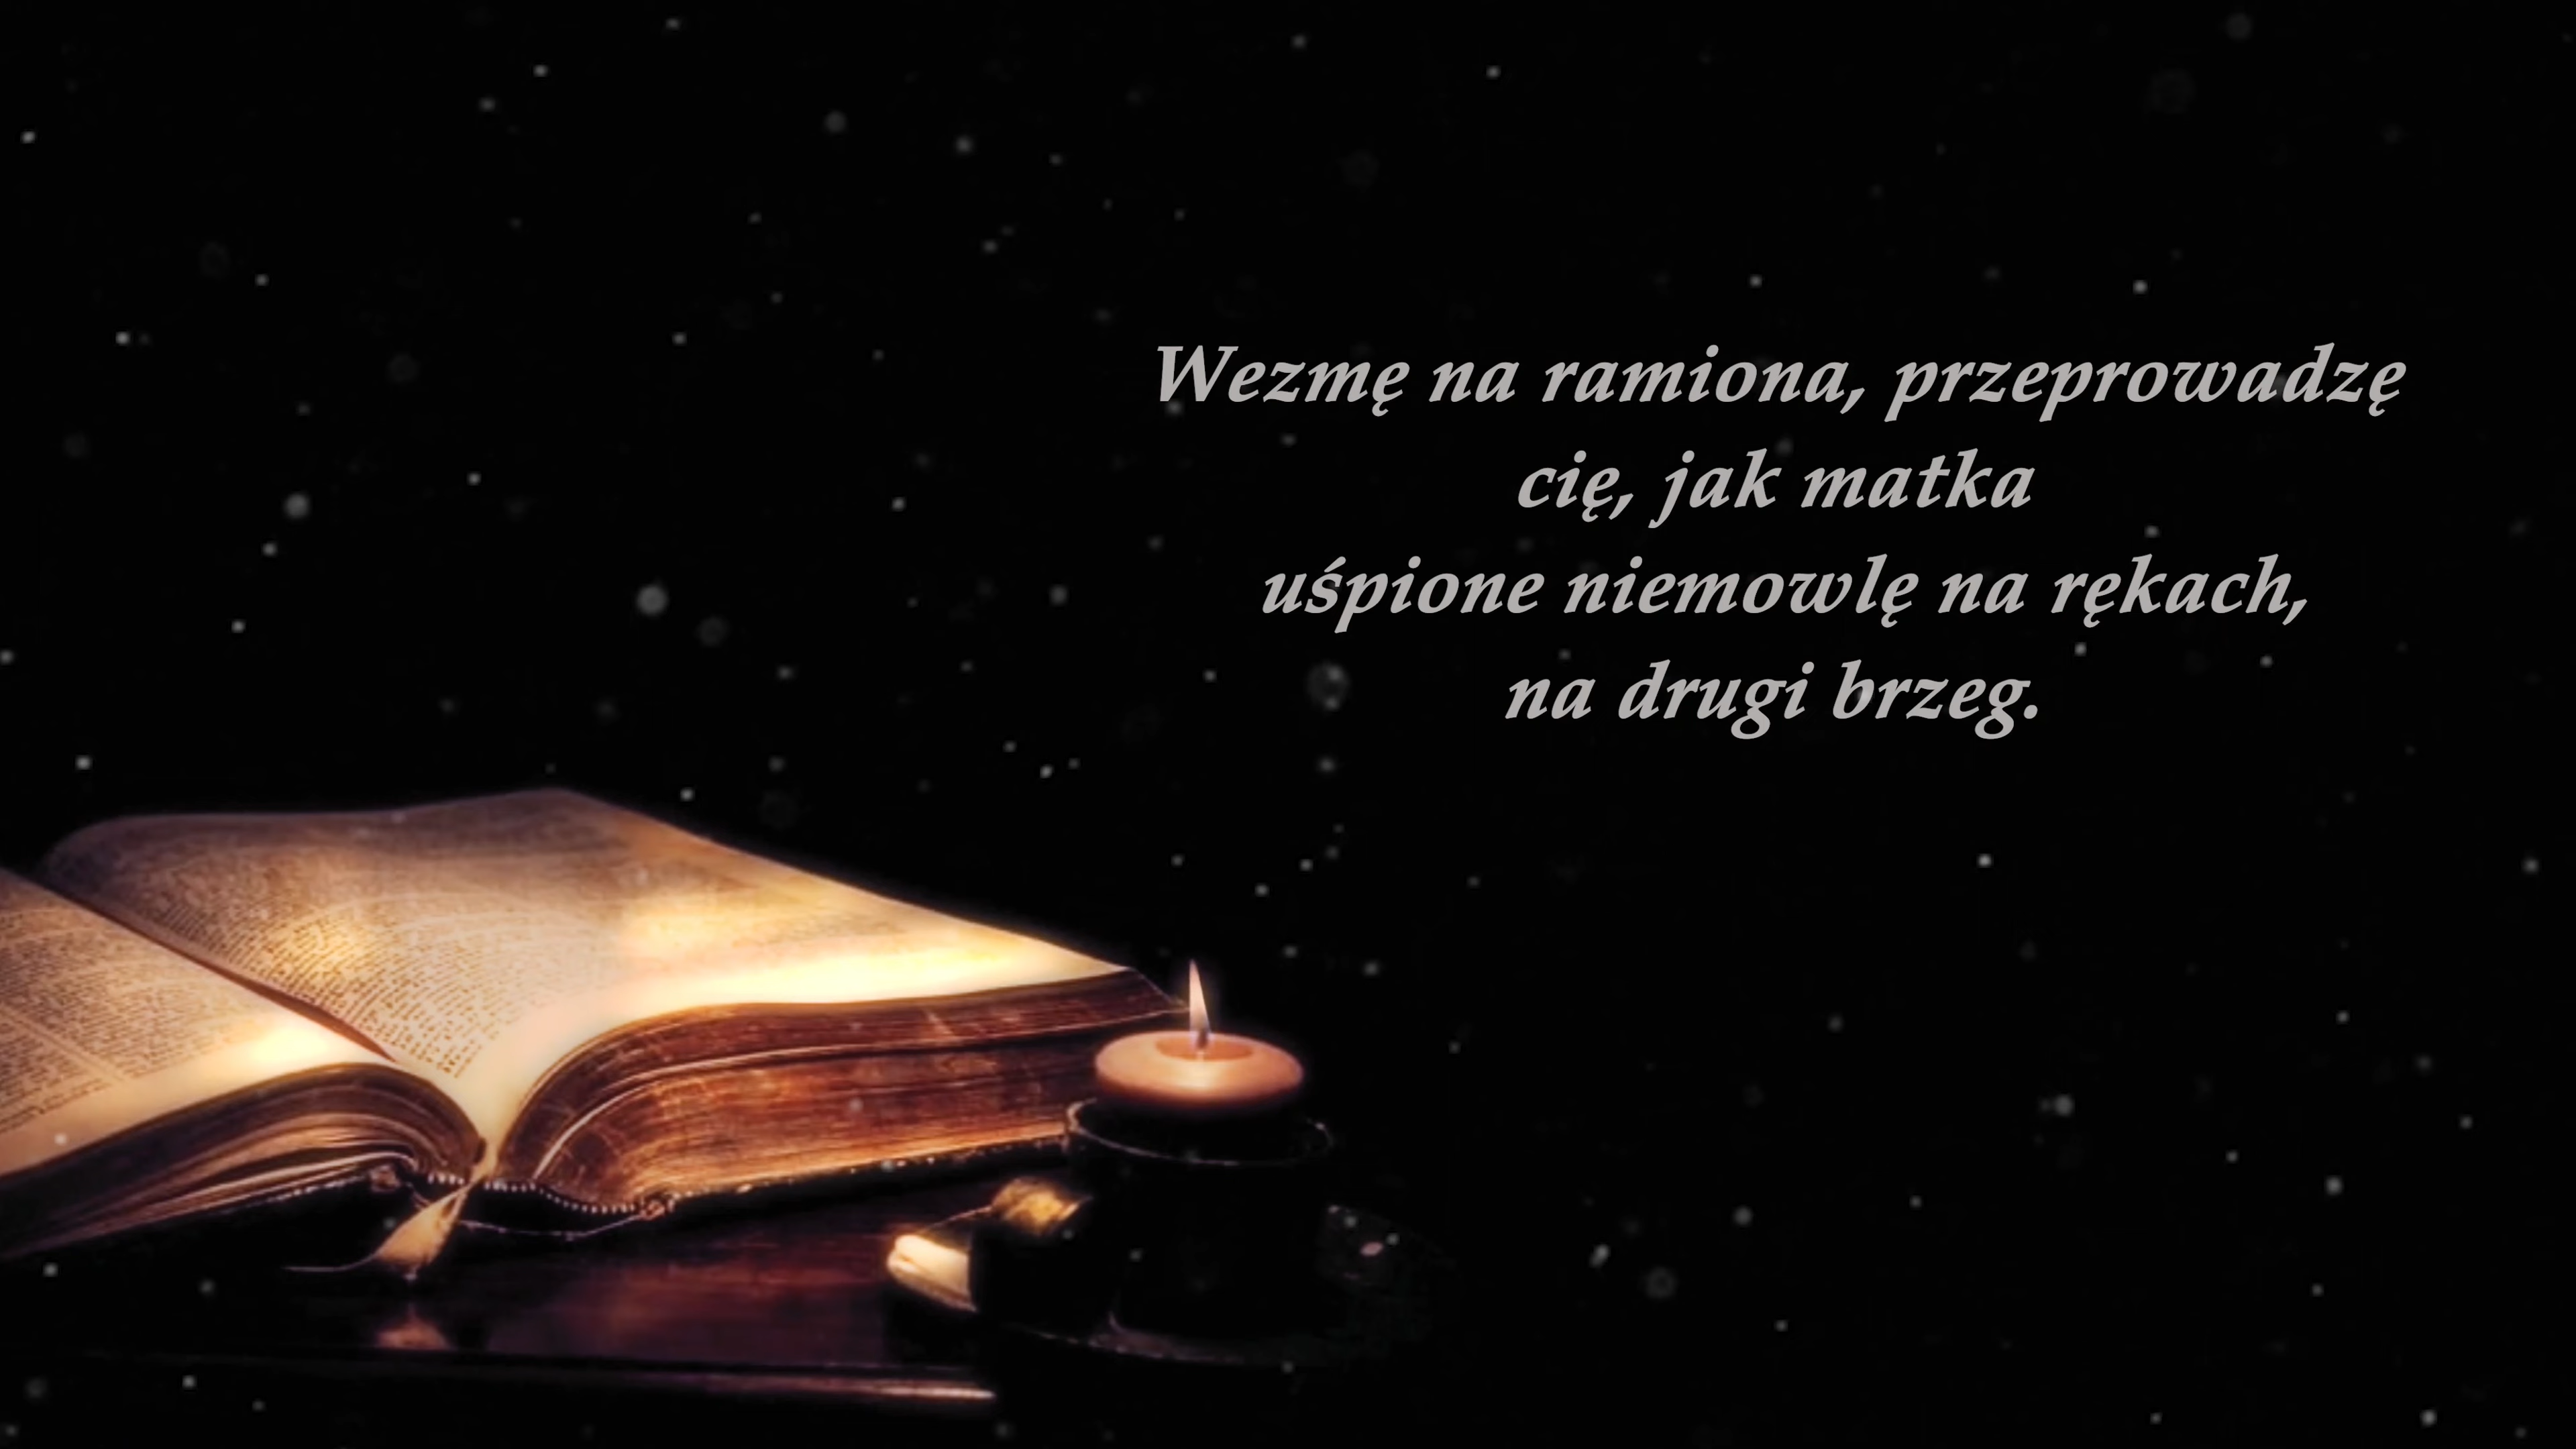 Wezmę na ramiona, przeprowadzę
cię, jak matka
uśpione niemowlę na rękach,
na drugi brzeg.